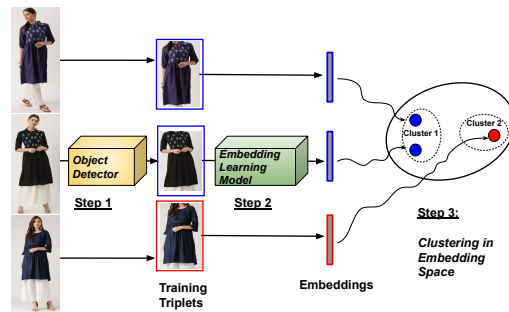 Cluster 2
Cluster 1
Object
Detector
Embedding
Learning
Model
Step 1
Step 2
Step 3:
Clustering in
Embedding
Space
Training
Triplets
Embeddings